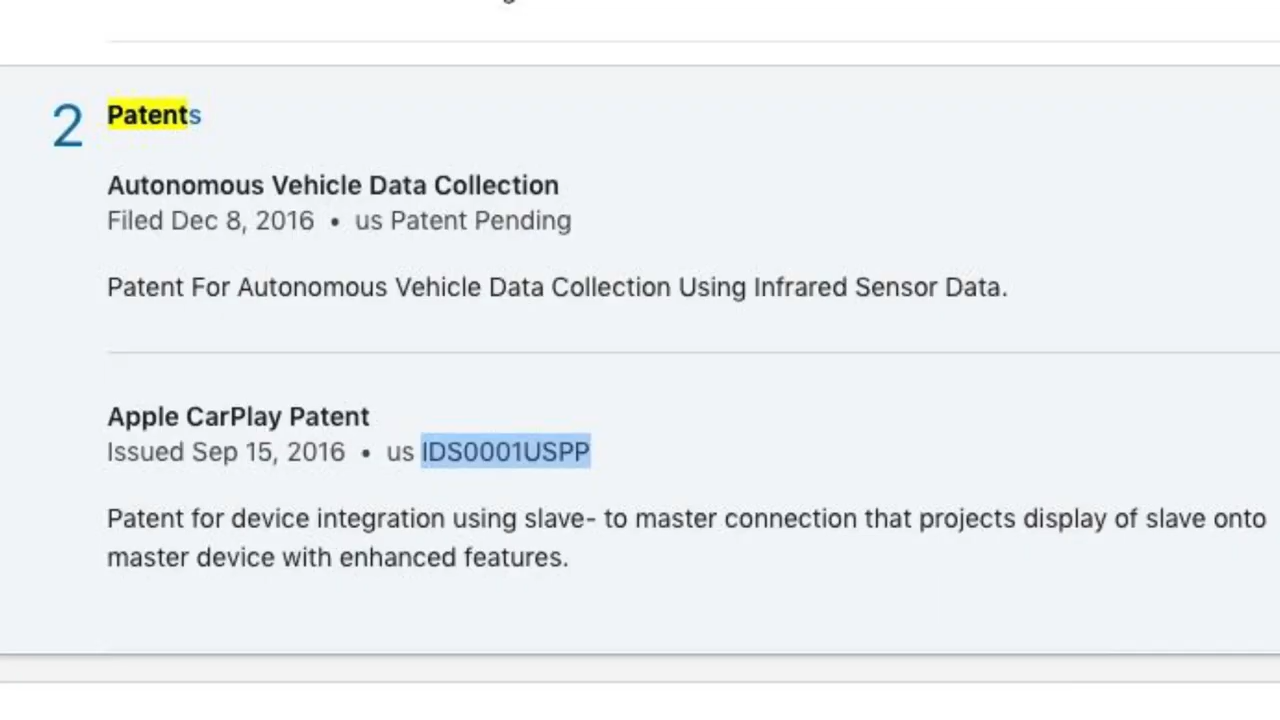 2 Patents
Autonomous Vehicle Data Collection
Filed Dec 8, 2016 • us Patent Pending
Patent For Autonomous Vehicle Data Collection Using Infrared Sensor Data.
Apple CarPlay Patent
Issued Sep 15, 2016 • us IDS0001USPP
Patent for device integration using slave- to master connection that projects display of slave onto
master device with enhanced features.